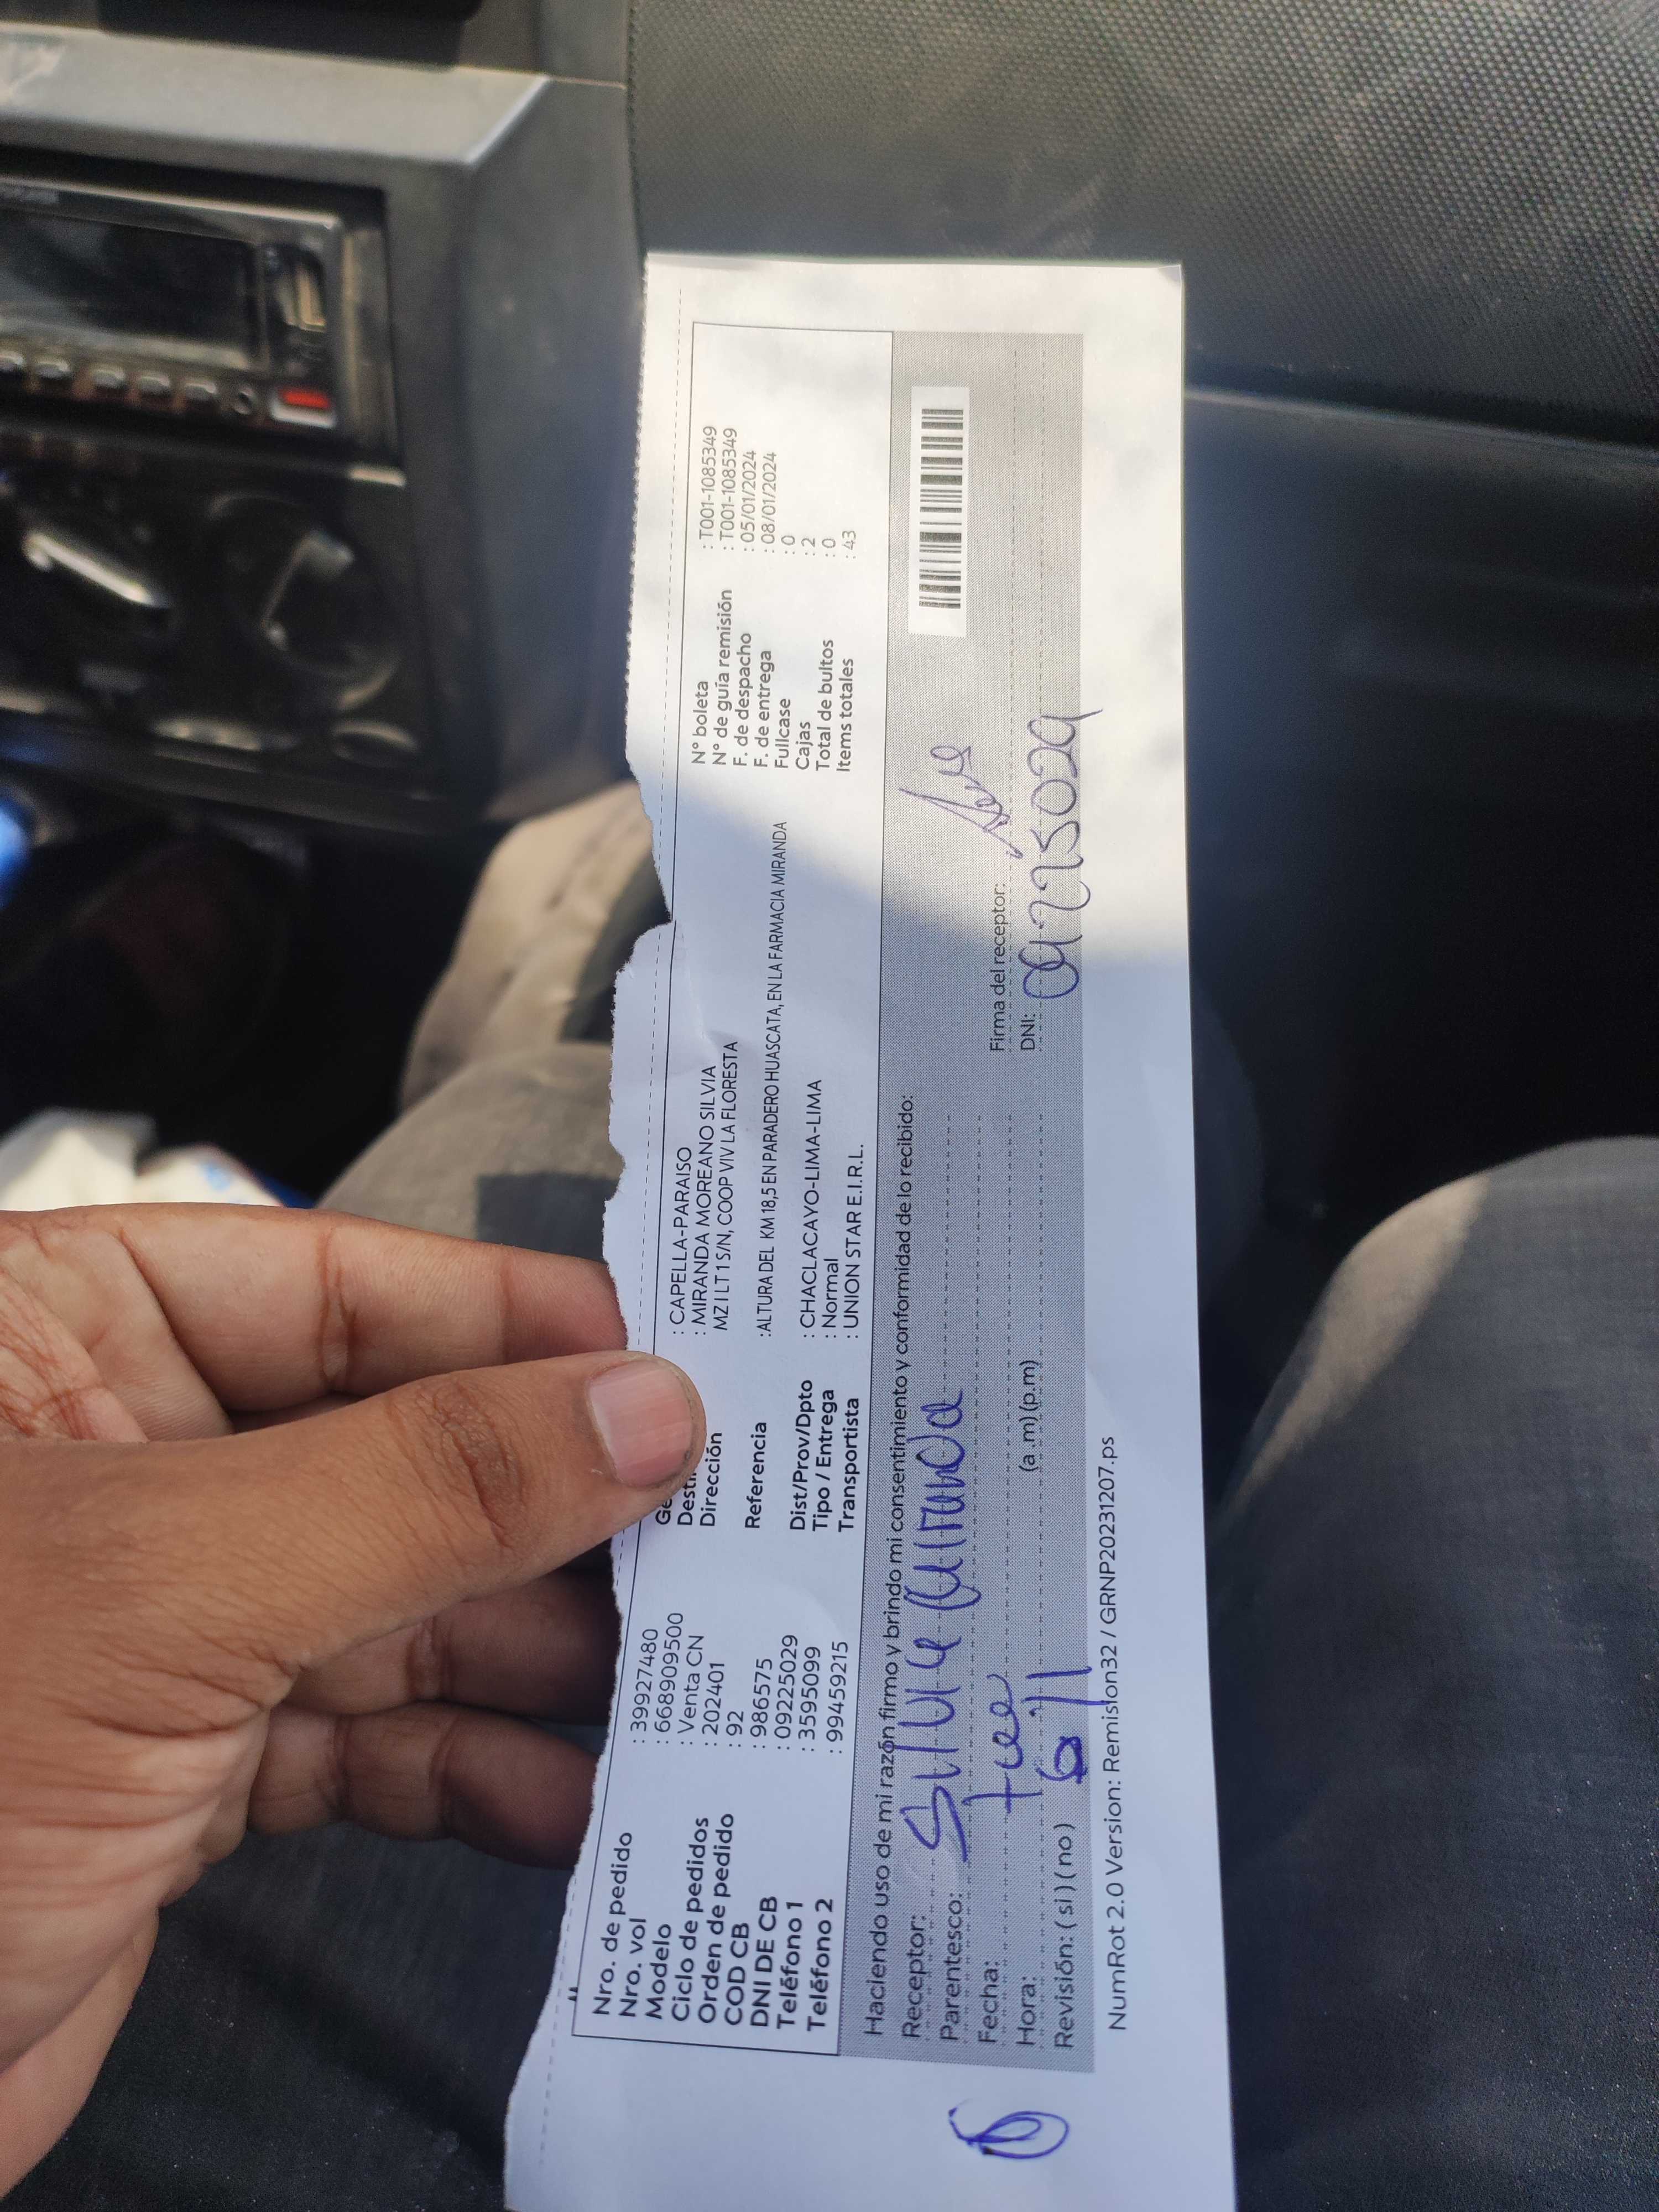 Nro. de pedido : 39927480
Nro. vol : 668909500
Modelo : Venta CN
Ciclo de pedidos : 202401
Orden de pedido : 92
COD CB : 986575
DNI DE CB : 09225029
Teléfono 1 : 3595099
Teléfono 2 : 99459215
: CAPELLA-PARAISO
: MIRANDA MOREANO SILVIA
Dirección MZ I LT 1 S/N, COOP VIV LA FLORESTA
Referencia :ALTURA DEL KM 18,5 EN PARADERO HUASCATA, EN LA FARMACIA MIRANDA
Dist/Prov/Dpto : CHACLACAYO-LIMA-LIMA
Tipo / Entrega : Normal
Transportista : UNION STAR E.I.R.L.
N° boleta : T001-1085349
N° de guía remisión : T001-1085349
F. de despacho : 05/01/2024
F. de entrega : 08/01/2024
Fullcase : 0
Cajas : 2
Total de bultos : 0
Items totales : 43
Haciendo uso de mi razón firmo y brindo mi consentimiento y conformidad de lo recibido:
Receptor: Miranda
Parentesco:
Fecha:
Hora: (a .m) (p.m)
Revisión: ( si ) ( no )
Firma del receptor:
DNI: 09225029
NumRot 2.0 Version: Remision32 / GRNP20231207.ps